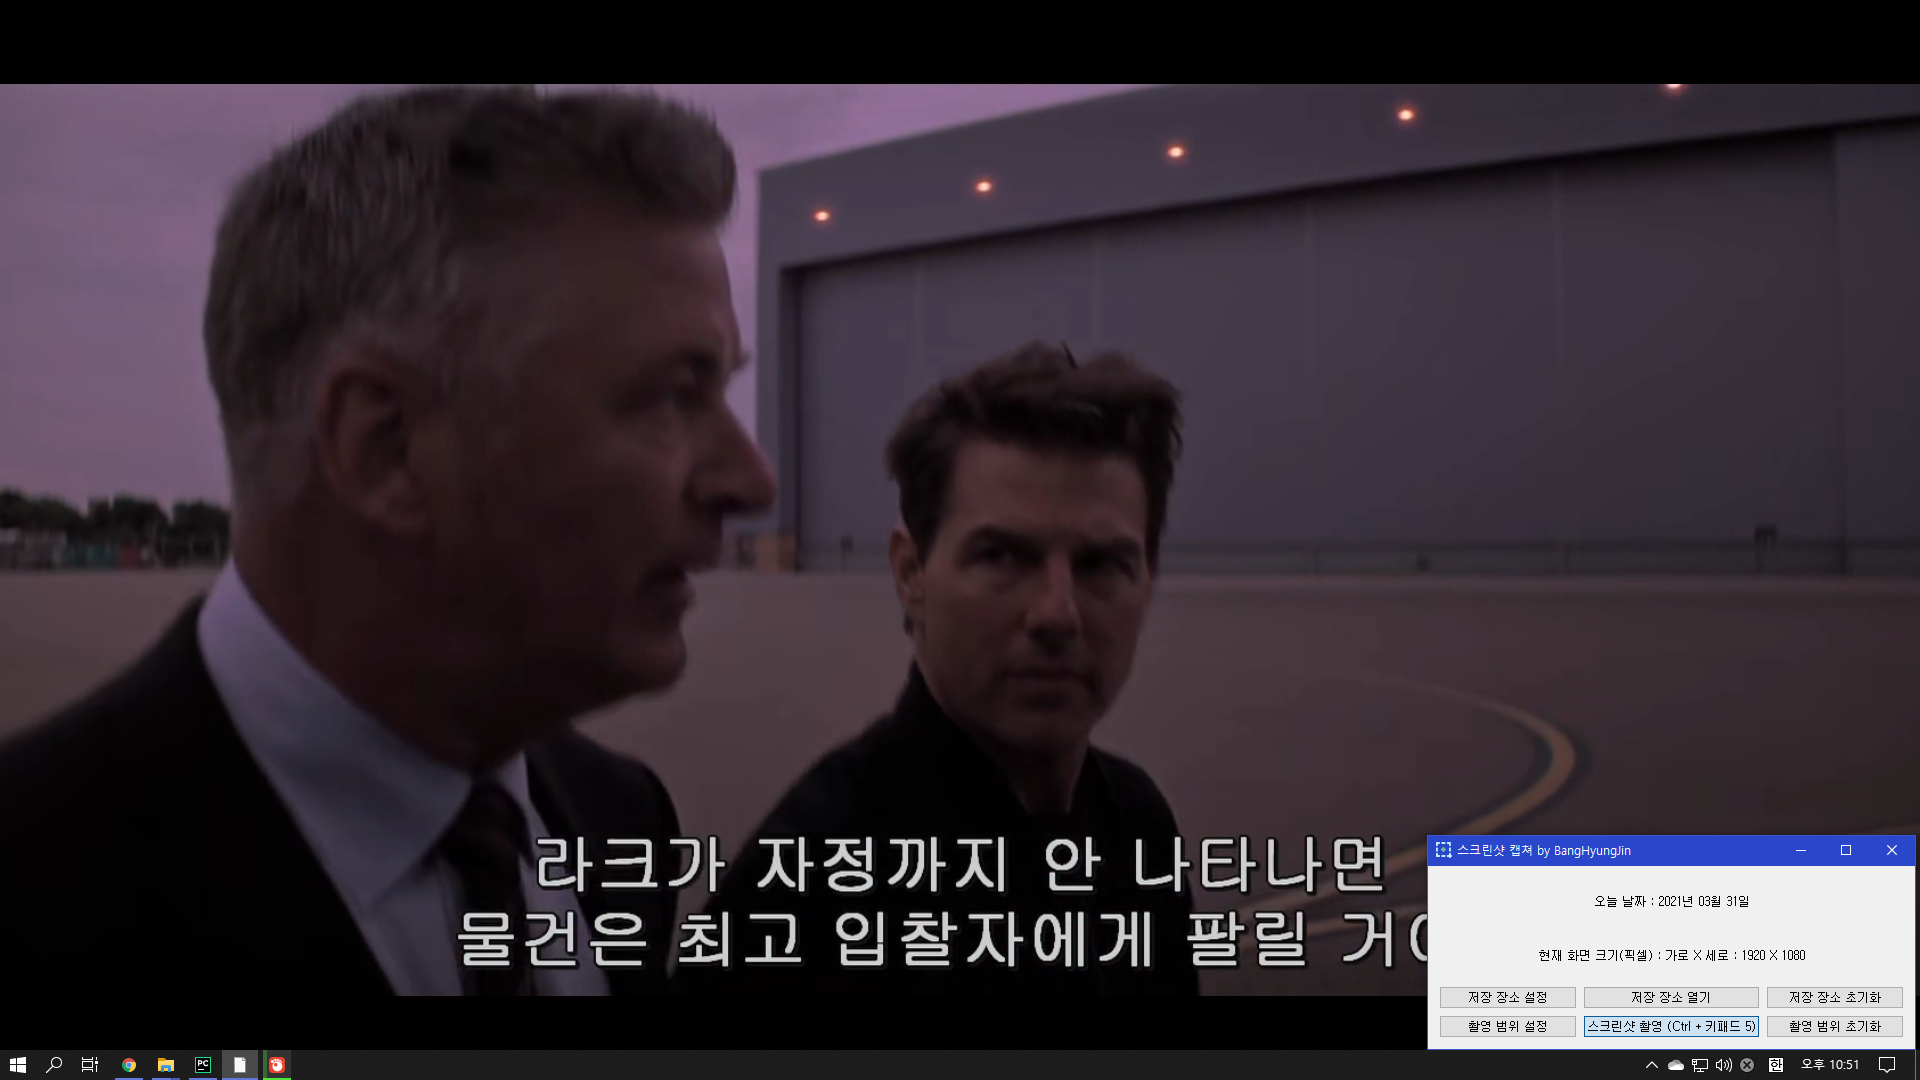 라크가 자정까지 안 나타나면
물건은 최고 입찰자에게 팔릴
스크린샷 캡쳐 by BangHyungJin
오늘 날짜 : 2021년 03월 31일
현재 화면 크기(픽셀) : 가로 X 세로 : 1920 X 1080
저장 장소 설정
저장 장소 열기
저장 장소 초기화
촬영 범위 설정
스크린샷 촬영 (Ctrl + 키패드 5)
촬영 범위 초기화
PC
한
오후 10:51